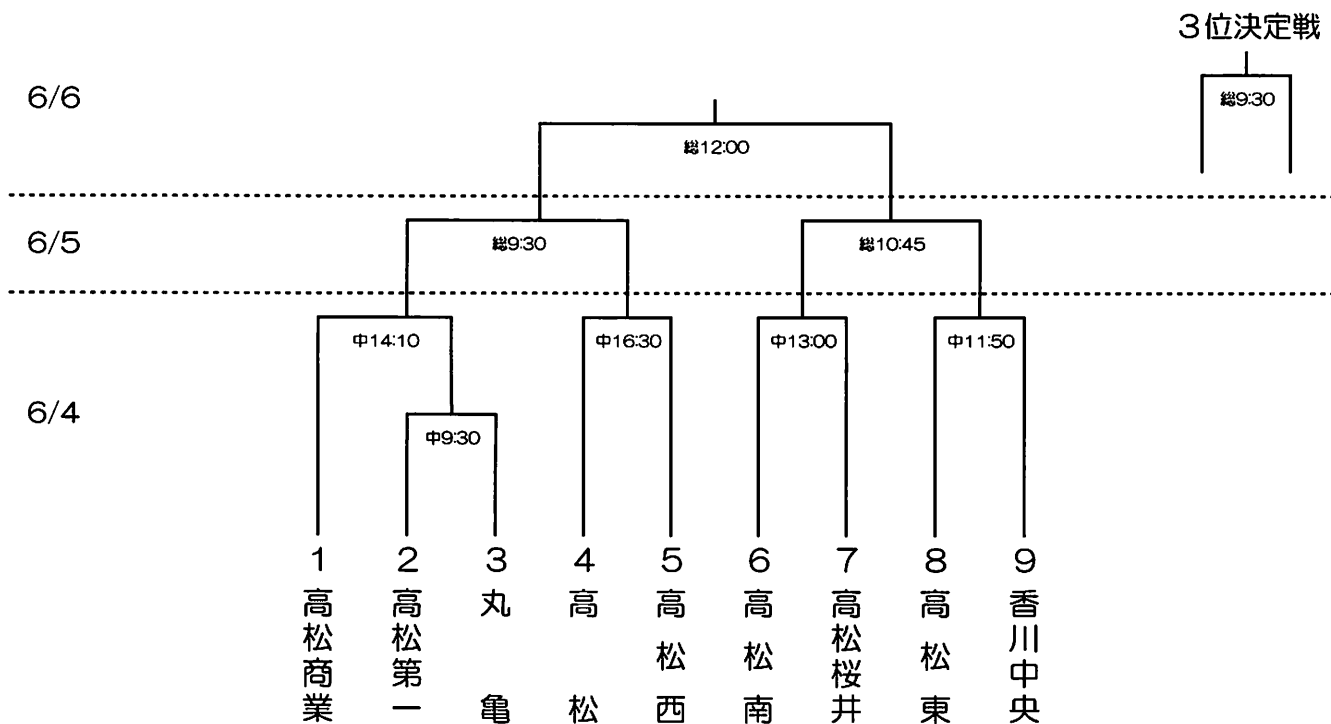 3位決定戦
6/6
総9:30
総12:00
6/5
総9:30
総10:45
中14:10
中16:30
中13:00
中11:50
6/4
中9:30
1 2 3 4 5 6 7 8 9
高松商業
高松第一
丸亀
高松
高松西
高松南
高松桜井
高松東
香川中央